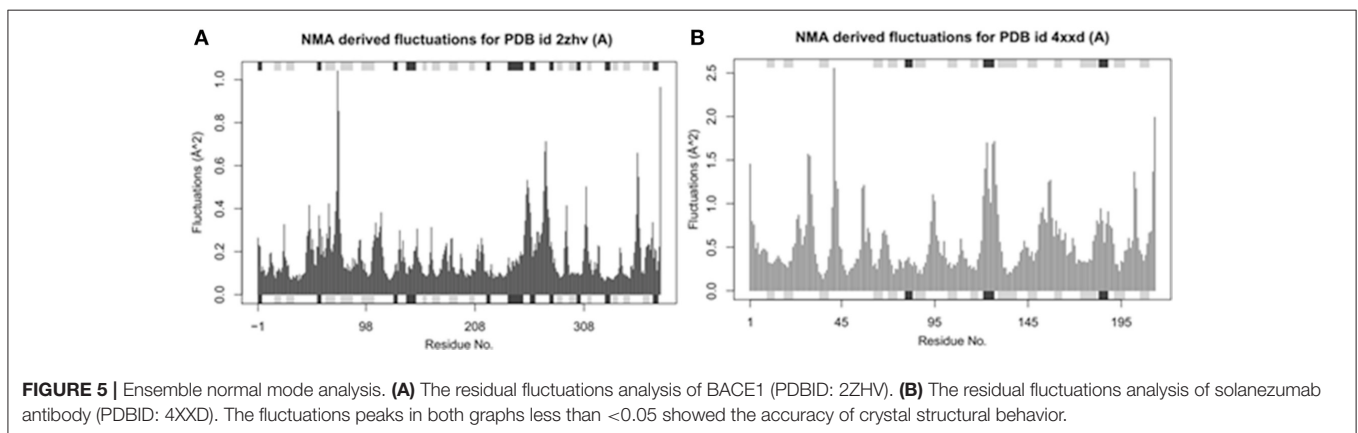 A
NMA derived fluctuations for PDB id 2zhv (A)
Fluctuations (Å^2)
1.0
0.8
0.6
0.4
0.2
0.0
−1
98
208
308
Residue No.
B
NMA derived fluctuations for PDB id 4xxd (A)
Fluctuations (Å^2)
2.5
2.0
1.5
1.0
0.5
0.0
1
45
95
145
195
Residue No.
FIGURE 5 | Ensemble normal mode analysis. (A) The residual fluctuations analysis of BACE1 (PDBID: 2ZHV). (B) The residual fluctuations analysis of solanezumab
antibody (PDBID: 4XXD). The fluctuations peaks in both graphs less than <0.05 showed the accuracy of crystal structural behavior.